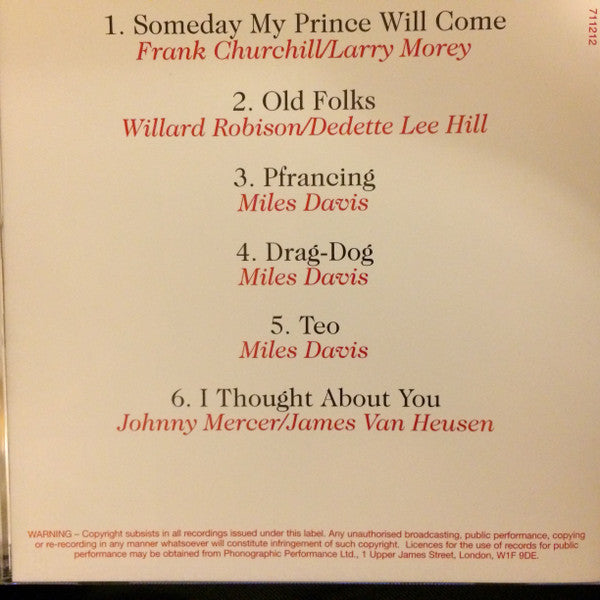 1. Someday My Prince Will Come
Frank Churchill/Larry Morey
2. Old Folks
Willard Robison/Dedette Lee Hill
3. Pfrancing
Miles Davis
4. Drag-Dog
Miles Davis
5. Teo
Miles Davis
6. I Thought About You
Johnny Mercer/James Van Heusen
WARNING – Copyright subsists in all recordings issued under this label. Any unauthorised broadcasting, public performance, copying
or re-recording in any manner whatsoever will constitute infringement of such copyright. Licences for the use of records for public
performance may be obtained from Phonographic Performance Ltd., 1 Upper James Street, London, W1F 9DE.
711212